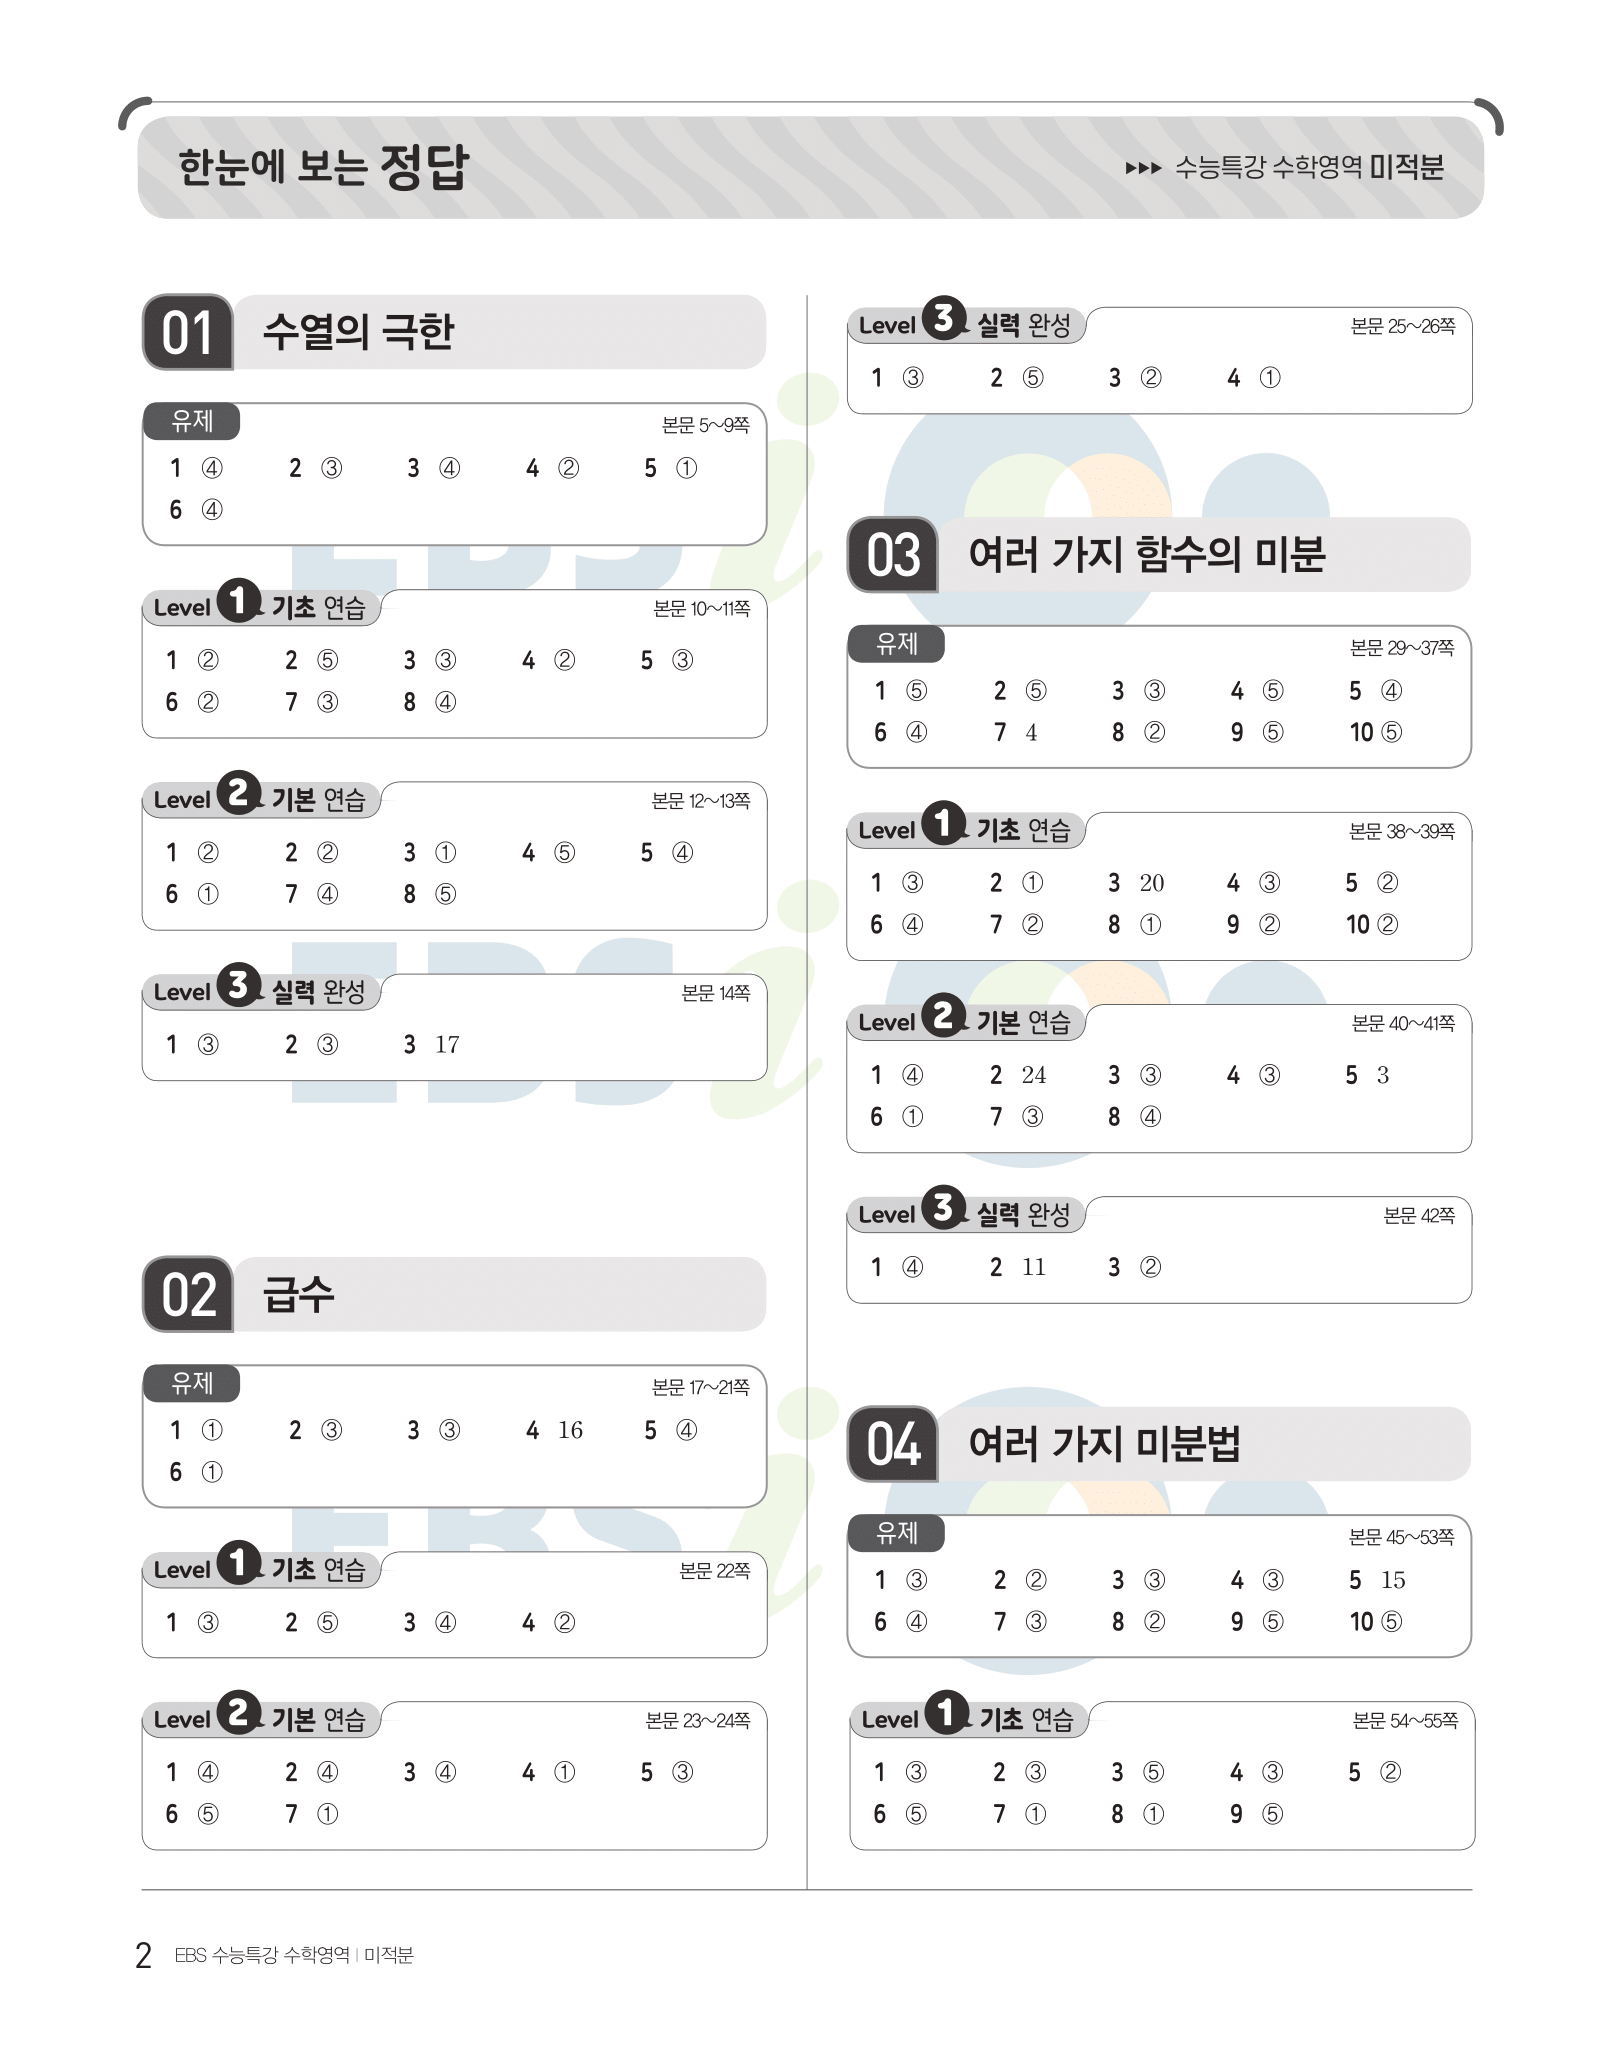 한눈에 보는 정답
▶▶▶ 수능특강 수학영역 미적분
01 수열의 극한
유제 본문 5~9쪽
1 ④ 2 ③ 3 ④ 4 ② 5 ①
6 ④
Level 1 기초 연습 본문 10~11쪽
1 ② 2 ⑤ 3 ③ 4 ② 5 ③
6 ② 7 ③ 8 ④
Level 2 기본 연습 본문 12~13쪽
1 ② 2 ② 3 ① 4 ⑤ 5 ④
6 ① 7 ④ 8 ⑤
Level 3 실력 완성 본문 14쪽
1 ③ 2 ③ 3 17
02 급수
유제 본문 17~21쪽
1 ① 2 ③ 3 ③ 4 16 5 ④
6 ①
Level 1 기초 연습 본문 22쪽
1 ③ 2 ⑤ 3 ④ 4 ②
Level 2 기본 연습 본문 23~24쪽
1 ④ 2 ④ 3 ④ 4 ① 5 ③
6 ⑤ 7 ①
Level 3 실력 완성 본문 25~26쪽
1 ③ 2 ⑤ 3 ② 4 ①
03 여러 가지 함수의 미분
유제 본문 29~37쪽
1 ⑤ 2 ⑤ 3 ③ 4 ⑤ 5 ④
6 ④ 7 4 8 ② 9 ⑤ 10 ⑤
Level 1 기초 연습 본문 38~39쪽
1 ③ 2 ① 3 20 4 ③ 5 ②
6 ④ 7 ② 8 ① 9 ② 10 ②
Level 2 기본 연습 본문 40~41쪽
1 ④ 2 24 3 ③ 4 ③ 5 3
6 ① 7 ③ 8 ④
Level 3 실력 완성 본문 42쪽
1 ④ 2 11 3 ②
04 여러 가지 미분법
유제 본문 45~53쪽
1 ③ 2 ② 3 ③ 4 ③ 5 15
6 ④ 7 ③ 8 ② 9 ⑤ 10 ⑤
Level 1 기초 연습 본문 54~55쪽
1 ③ 2 ③ 3 ⑤ 4 ③ 5 ②
6 ⑤ 7 ① 8 ① 9 ⑤
EBSi
2 EBS 수능특강 수학영역 | 미적분